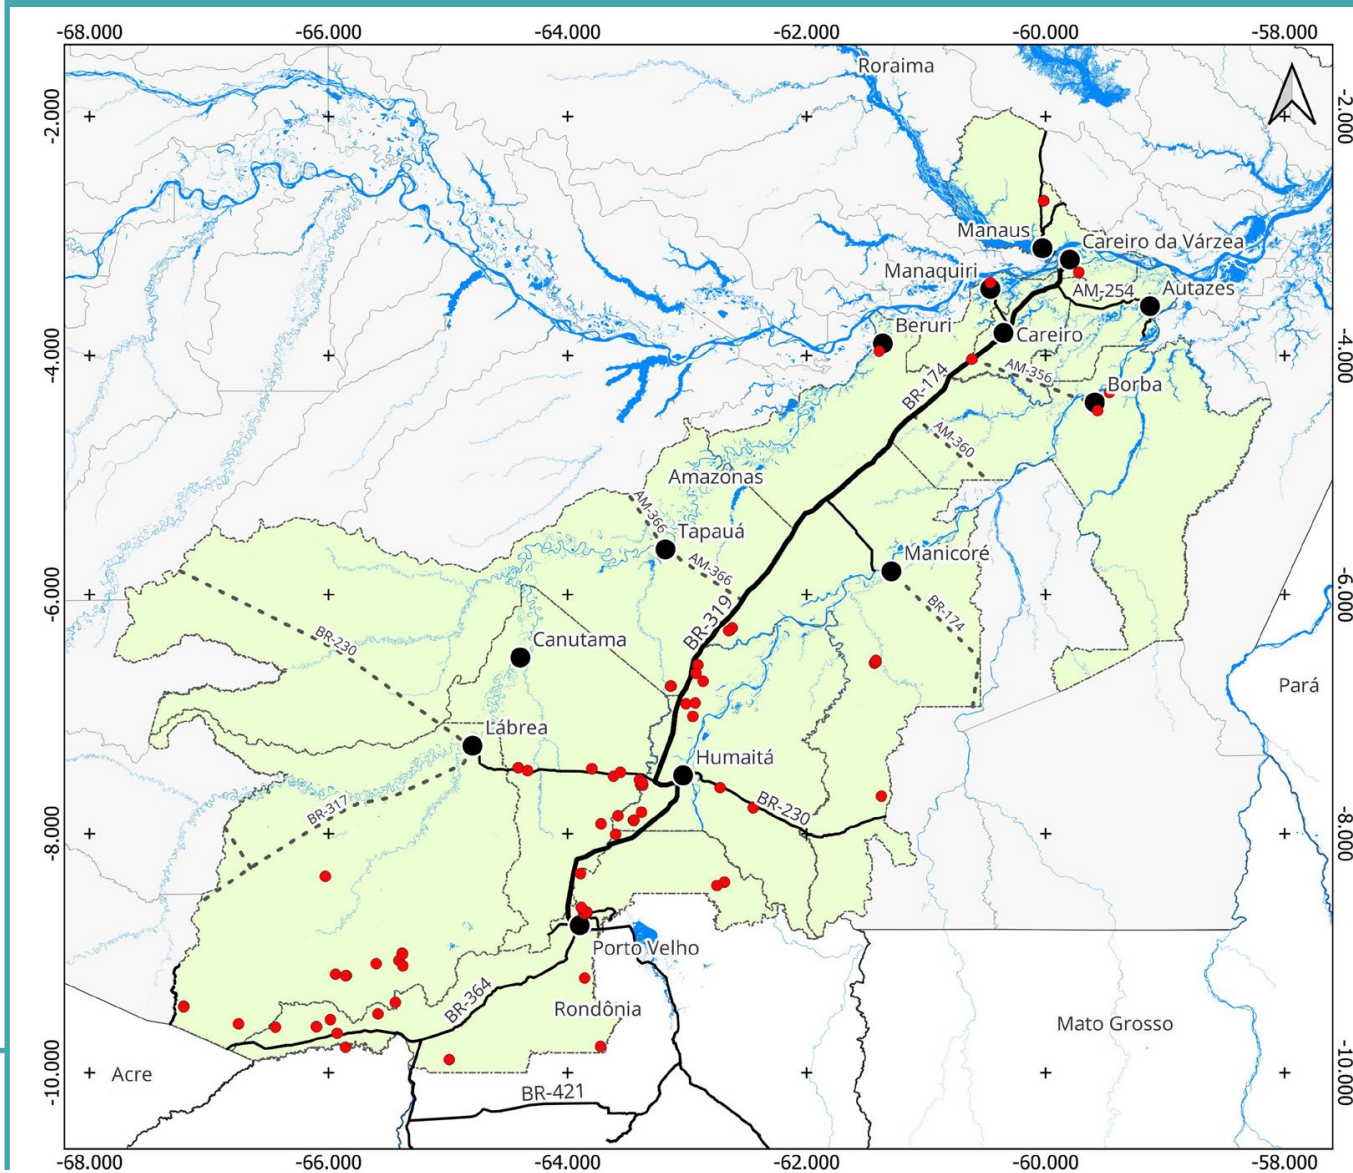 -68.000 -66.000 -64.000 -62.000 -60.000 -58.000
Roraima
-2.000 -2.000
Manaus
Careiro da Várzea
Manaquiri
AM-254
Autazes
Beruri
Careiro
-4.000 -4.000
AM-356
BR-174
Borba
AM-360
Amazonas
AM-366
Tapauá
AM-366
Manicoré
-6.000 -6.000
BR-174
BR-319
BR-230
Canutama
Pará
Lábrea
Humaitá
BR-317
BR-230
-8.000 -8.000
Porto Velho
BR-364
Rondônia
Mato Grosso
-10.000 -10.000
Acre
BR-421
-68.000 -66.000 -64.000 -62.000 -60.000 -58.000